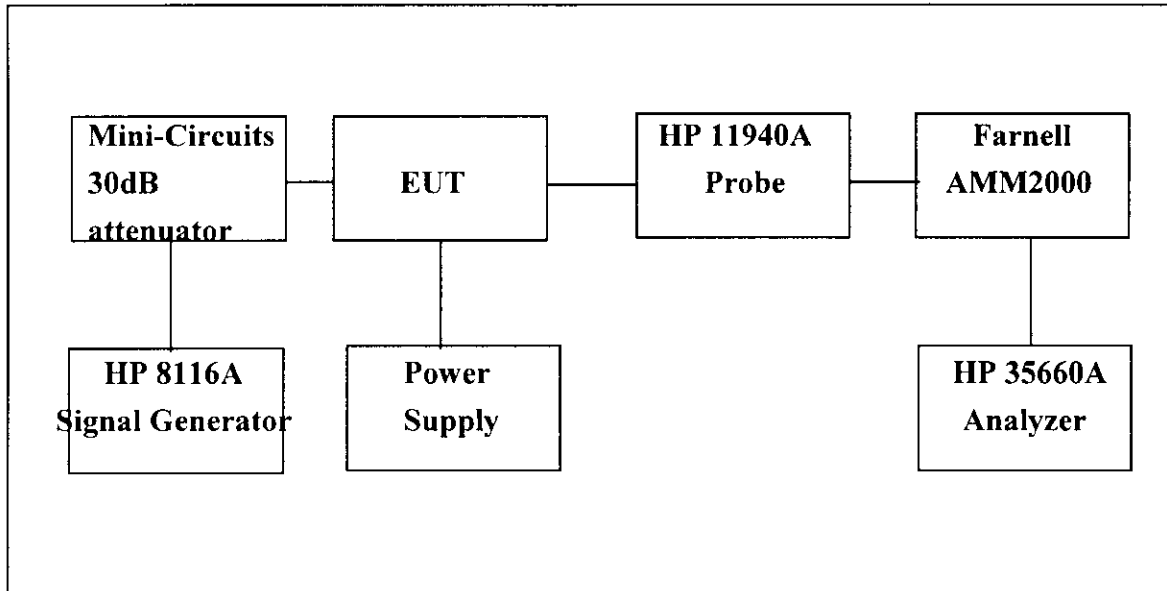 Mini-Circuits
30dB
attenuator
EUT
HP 11940A
Probe
Farnell
AMM2000
HP 8116A
Signal Generator
Power
Supply
HP 35660A
Analyzer